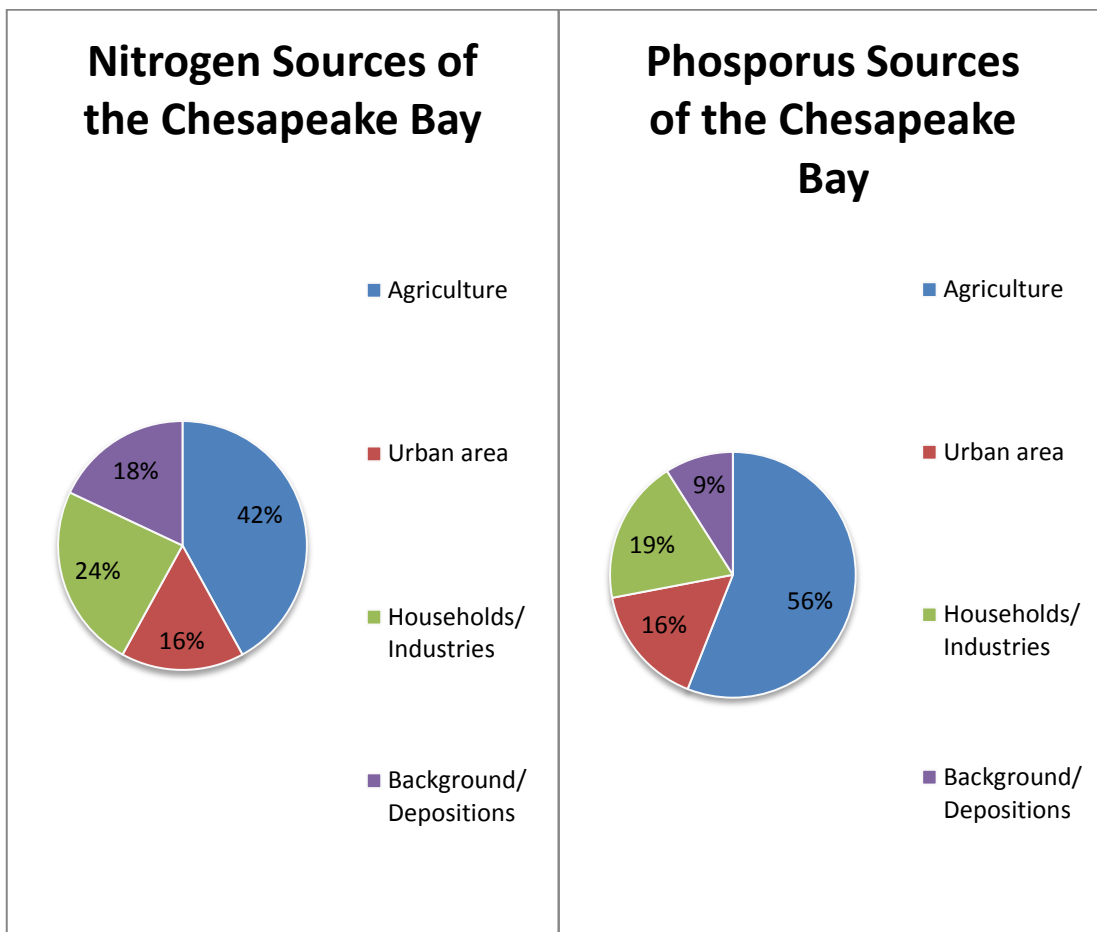 Nitrogen Sources of
the Chesapeake Bay
Agriculture
Urban area
Households/
Industries
Background/
Depositions
18%
42%
24%
16%
Phosporus Sources
of the Chesapeake
Bay
Agriculture
Urban area
Households/
Industries
Background/
Depositions
9%
19%
56%
16%